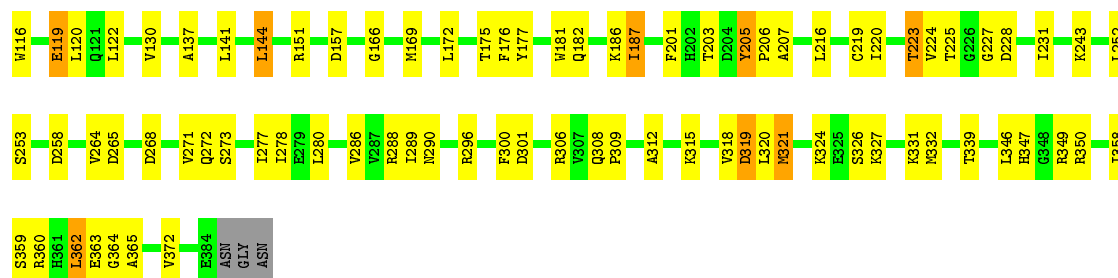 W116 E119 L120 Q121 L122 V130 A137 L141 L144 R151 D157 G166 M169 L172 T175 F176 Y177 W181 Q182 K186 I187 F201 H202 T203 D204 Y205 P206 A207 L216 C219 I220 T223 V224 T225 G226 G227 D228 I231 K243
S253 D258 V264 D265 D268 V271 Q272 S273 I277 I278 E279 L280 V286 V287 R288 I289 N290 R296 F300 D301 R306 V307 Q308 P309 A312 K315 V318 D319 L320 M321 K324 E325 S326 K327 K331 M332 T339 L346 H347 G348 R349 R350
S359 R360 H361 L362 E363 G364 A365 V372 E384 ASN GLY ASN